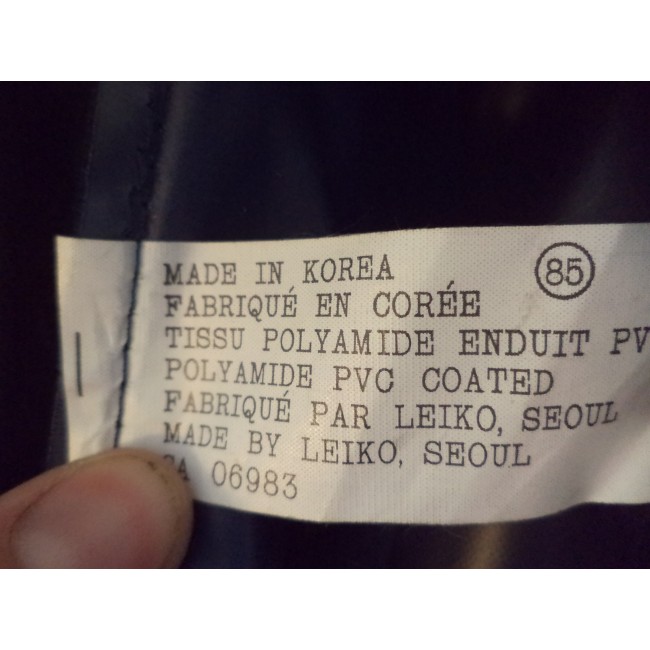 MADE IN KOREA 85
FABRIQUÉ EN CORÉE
TISSU POLYAMIDE ENDUIT PV
POLYAMIDE PVC COATED
FABRIQUÉ PAR LEIKO, SEOUL
MADE BY LEIKO, SEOUL
06983